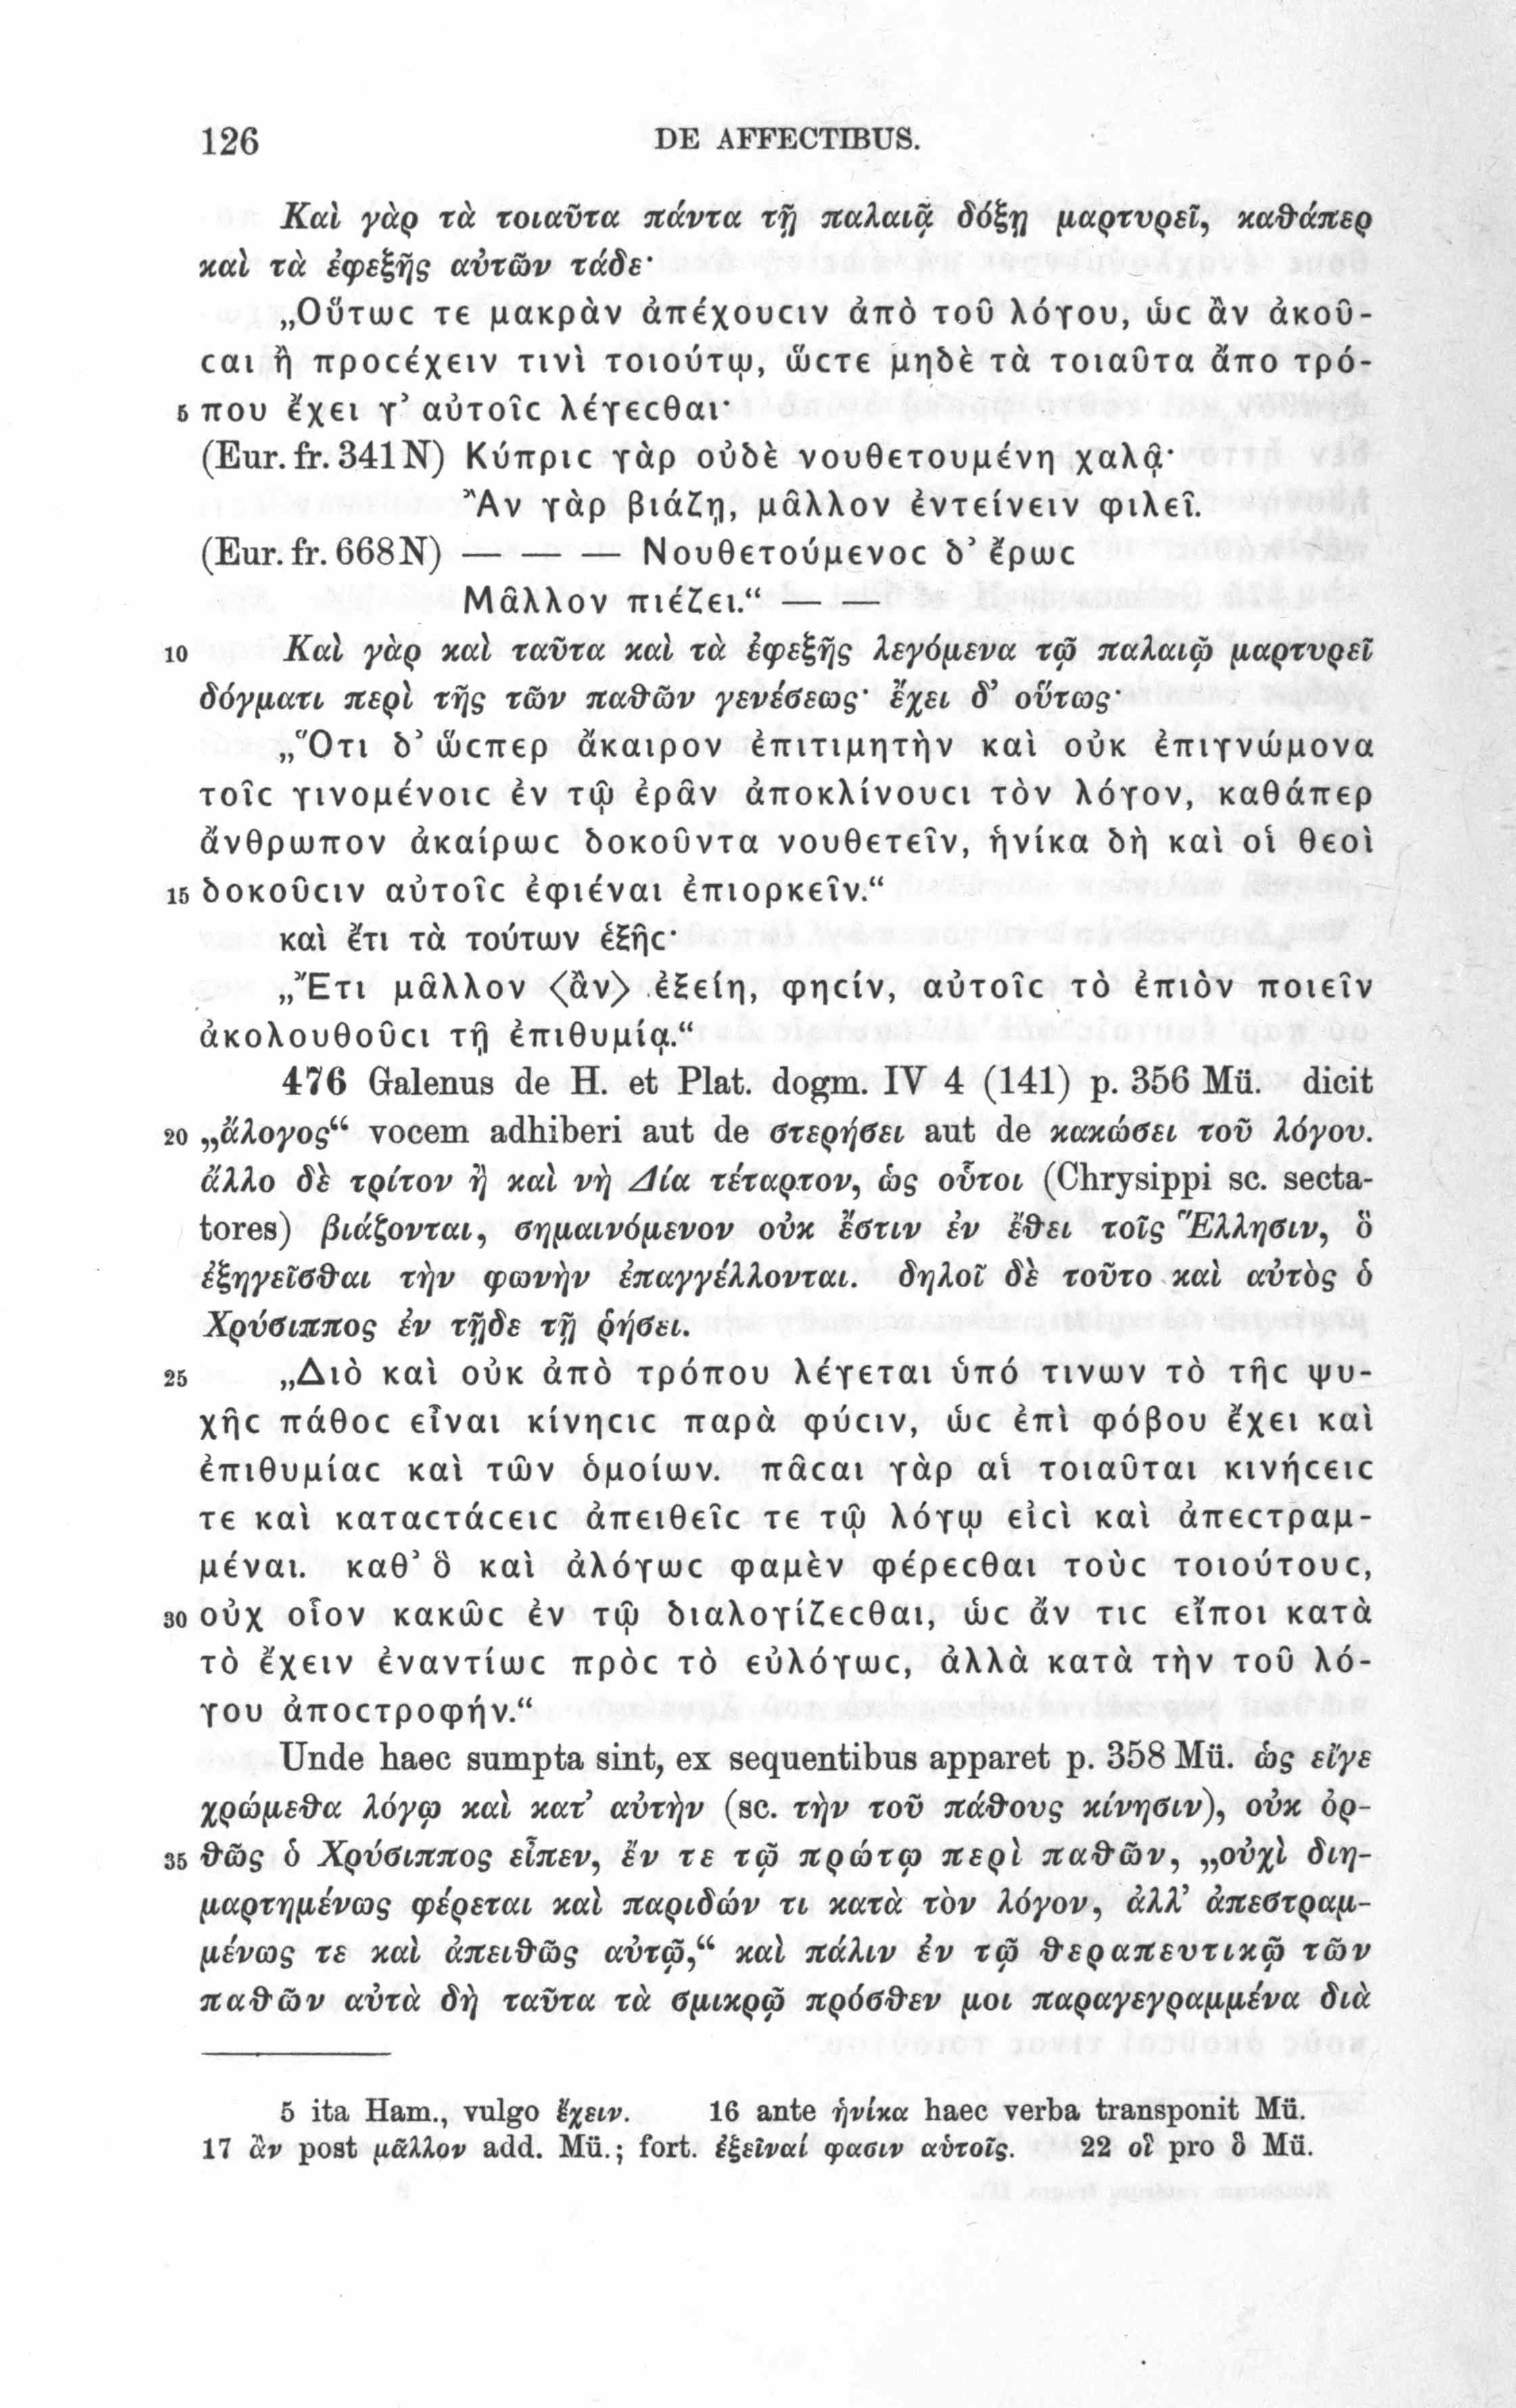 126 DE AFFECTIBUS.
Καὶ γὰρ τὰ τοιαῦτα πάντα τῇ παλαιᾷ δόξῃ μαρτυρεῖ, καθάπερ
καὶ τὰ ἐφεξῆς αὐτῶν τάδε·
„Οὕτωϲ τε μακρὰν ἀπέχουϲιν ἀπὸ τοῦ λόγου, ὡϲ ἂν ἀκοῦ-
ϲαι ἢ προϲέχειν τινὶ τοιούτῳ, ὥϲτε μηδὲ τὰ τοιαῦτα ἄπο τρό-
5 που ἔχει γ’ αὐτοῖϲ λέγεϲθαι·
(Eur. fr. 341 N) Κύπριϲ γὰρ οὐδὲ νουθετουμένη χαλᾷ·
Ἂν γὰρ βιάζῃ, μᾶλλον ἐντείνειν φιλεῖ.
(Eur. fr. 668 N) — — — Νουθετούμενοϲ δ’ ἔρωϲ
Μᾶλλον πιέζει.“ — —
10 Καὶ γὰρ καὶ ταῦτα καὶ τὰ ἐφεξῆς λεγόμενα τῷ παλαιῷ μαρτυρεῖ
δόγματι περὶ τῆς τῶν παθῶν γενέσεως· ἔχει δ’ οὕτως·
„Ὅτι δ’ ὥϲπερ ἄκαιρον ἐπιτιμητὴν καὶ οὐκ ἐπιγνώμονα
τοῖϲ γινομένοιϲ ἐν τῷ ἐρᾶν ἀποκλίνουϲι τὸν λόγον, καθάπερ
ἄνθρωπον ἀκαίρωϲ δοκοῦντα νουθετεῖν, ἡνίκα δὴ καὶ οἱ θεοὶ
15 δοκοῦϲιν αὐτοῖϲ ἐφιέναι ἐπιορκεῖν.“
καὶ ἔτι τὰ τούτων ἑξῆϲ·
„Ἔτι μᾶλλον <ἂν> ἐξείη, φηϲίν, αὐτοῖϲ τὸ ἐπιὸν ποιεῖν
ἀκολουθοῦϲι τῇ ἐπιθυμίᾳ.“
476 Galenus de H. et Plat. dogm. IV 4 (141) p. 356 Mü. dicit
20 „ἄλογος“ vocem adhiberi aut de στερήσει aut de κακώσει τοῦ λόγου.
ἄλλο δὲ τρίτον ἢ καὶ νὴ Δία τέταρτον, ὡς οὗτοι (Chrysippi sc. secta-
tores) βιάζονται, σημαινόμενον οὐκ ἔστιν ἐν ἔθει τοῖς Ἕλλησιν, ὃ
ἐξηγεῖσθαι τὴν φωνὴν ἐπαγγέλλονται. δηλοῖ δὲ τοῦτο καὶ αὐτὸς ὁ
Χρύσιππος ἐν τῇδε τῇ ῥήσει.
25 „Διὸ καὶ οὐκ ἀπὸ τρόπου λέγεται ὑπό τινων τὸ τῆϲ ψυ-
χῆϲ πάθοϲ εἶναι κίνηϲιϲ παρὰ φύϲιν, ὡϲ ἐπὶ φόβου ἔχει καὶ
ἐπιθυμίαϲ καὶ τῶν ὁμοίων. πᾶϲαι γὰρ αἱ τοιαῦται κινήϲειϲ
τε καὶ καταϲτάϲειϲ ἀπειθεῖϲ τε τῷ λόγῳ εἰϲὶ καὶ ἀπεϲτραμ-
μέναι. καθ’ ὃ καὶ ἀλόγωϲ φαμὲν φέρεϲθαι τοὺϲ τοιούτουϲ,
30 οὐχ οἷον κακῶϲ ἐν τῷ διαλογίζεϲθαι, ὡϲ ἄν τιϲ εἴποι κατὰ
τὸ ἔχειν ἐναντίωϲ πρὸϲ τὸ εὐλόγωϲ, ἀλλὰ κατὰ τὴν τοῦ λό-
γου ἀποϲτροφήν.“
Unde haec sumpta sint, ex sequentibus apparet p. 358 Mü. ὡς εἴγε
χρώμεθα λόγῳ καὶ κατ’ αὐτὴν (sc. τὴν τοῦ πάθους κίνησιν), οὐκ ὀρ-
35 θῶς ὁ Χρύσιππος εἶπεν, ἔν τε τῷ πρώτῳ περὶ παθῶν, „οὐχὶ διη-
μαρτημένως φέρεται καὶ παριδών τι κατὰ τὸν λόγον, ἀλλ’ ἀπεστραμ-
μένως τε καὶ ἀπειθῶς αὐτῷ,“ καὶ πάλιν ἐν τῷ θεραπευτικῷ τῶν
παθῶν αὐτὰ δὴ ταῦτα τὰ σμικρῷ πρόσθεν μοι παραγεγραμμένα διὰ
5 ita Ham., vulgo ἔχειν. 16 ante ἡνίκα haec verba transponit Mü.
17 ἂν post μᾶλλον add. Mü.; fort. ἐξεῖναί φασιν αὑτοῖς. 22 οἳ pro ὃ Mü.